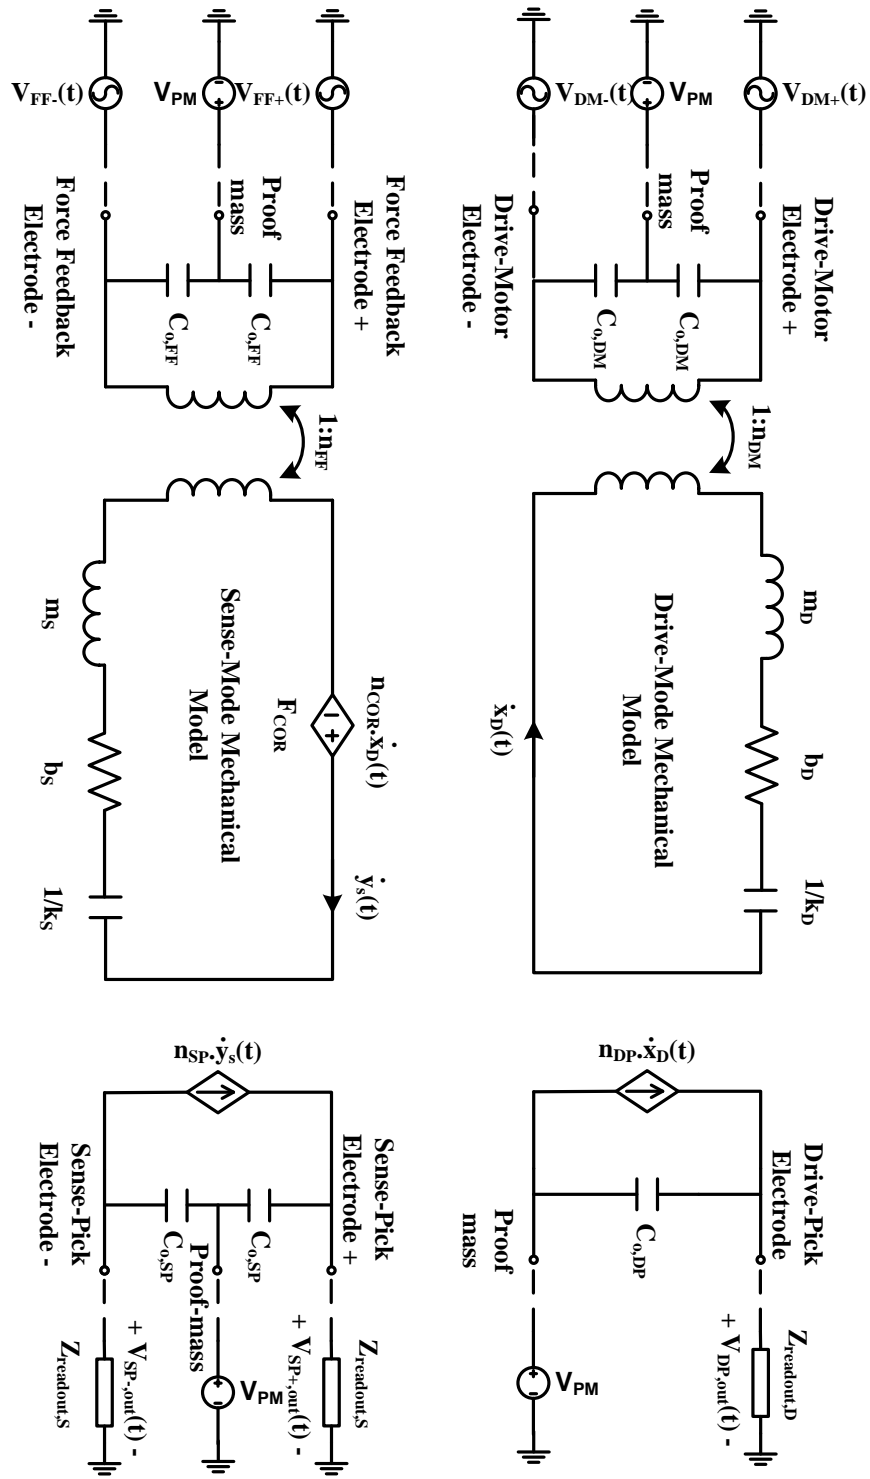 V_DM+(t)
V_PM
V_DM-(t)
Drive-Motor
Electrode +
Proof
mass
Drive-Motor
Electrode -
C_o,DM
C_o,DM
1:n_DM
m_D
b_D
1/k_D
Drive-Mode Mechanical
Model
ẋ_D(t)
n_DP.ẋ_D(t)
Drive-Pick
Electrode
C_o,DP
Proof
mass
Z_readout,D
+ V_DP,out(t) -
V_PM
V_FF+(t)
V_PM
V_FF-(t)
Force Feedback
Electrode +
Proof
mass
Force Feedback
Electrode -
C_o,FF
C_o,FF
1:n_FF
n_COR.ẋ_D(t)
F_COR
ẏ_s(t)
Sense-Mode Mechanical
Model
m_S
b_S
1/k_S
n_SP.ẏ_s(t)
Sense-Pick
Electrode +
C_o,SP
C_o,SP
Proof-mass
Sense-Pick
Electrode -
Z_readout,S
+ V_SP+,out(t) -
V_PM
+ V_SP-,out(t) -
Z_readout,S